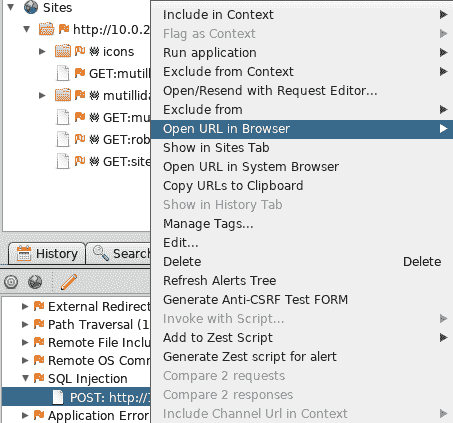 Sites
http://10.0.2
icons
GET:mutill
mutillida
GET:mu
GET:rob
GET:site
History
Search
External Redirect
Path Traversal (1
Remote File Inclu
Remote OS Comm
SQL Injection
POST: http://1
Application Error
Include in Context
Flag as Context
Run application
Exclude from Context
Open/Resend with Request Editor...
Exclude from
Open URL in Browser
Show in Sites Tab
Open URL in System Browser
Copy URLs to Clipboard
Show in History Tab
Manage Tags...
Edit...
Delete Delete
Refresh Alerts Tree
Generate Anti-CSRF Test FORM
Invoke with Script...
Add to Zest Script
Generate Zest script for alert
Compare 2 requests
Compare 2 responses
Include Channel Url in Context